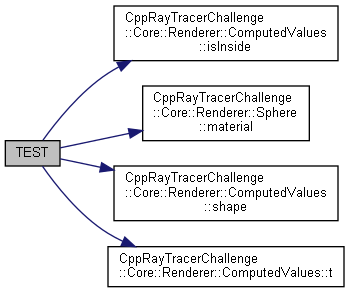 CppRayTracerChallenge
::Core::Renderer::ComputedValues
::isInside
CppRayTracerChallenge
::Core::Renderer::Sphere
::material
TEST
CppRayTracerChallenge
::Core::Renderer::ComputedValues
::shape
CppRayTracerChallenge
::Core::Renderer::ComputedValues::t